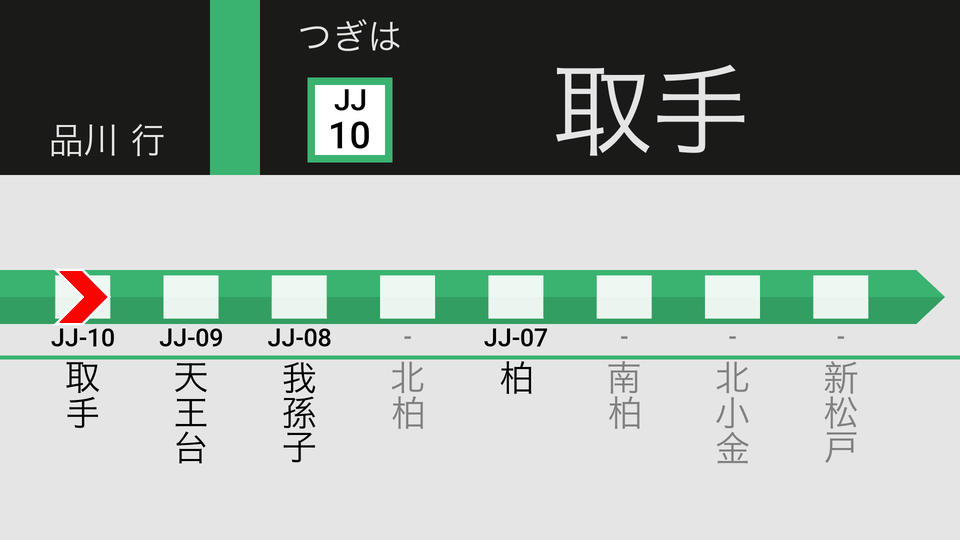 つぎは
JJ
10
取手
品川 行
JJ-10
JJ-09
JJ-08
-
JJ-07
-
-
-
取手
天王台
我孫子
北柏
柏
南柏
北小金
新松戸